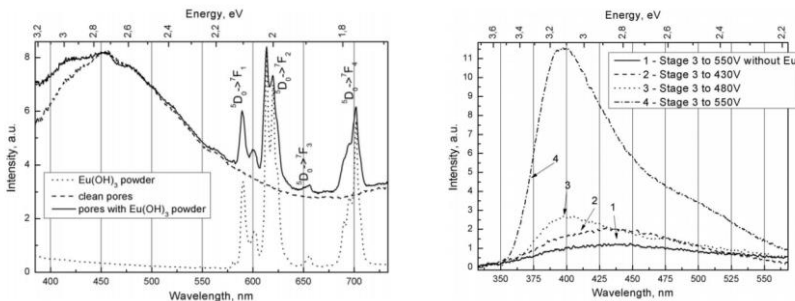 Energy, eV
3,2 3 2,8 2,6 2,4 2,2 2 1,8
8
6
4
2
0
Intensity, a.u.
⁵D₀->⁷F₁
⁵D₀->⁷F₂
⁵D₀->⁷F₃
Eu(OH)₃ powder
clean pores
pores with Eu(OH)₃ powder
400 450 500 550 600 650 700
Wavelength, nm
Energy, eV
3,6 3,4 3,2 3 2,8 2,6 2,4 2,2
12
11
10
9
8
7
6
5
4
3
2
1
0
Intensity, a.u.
1 - Stage 3 to 550V without Eu
2 - Stage 3 to 430V
3 - Stage 3 to 480V
4 - Stage 3 to 550V
4
3
2
1
350 375 400 425 450 475 500 525 550
Wavelength, nm